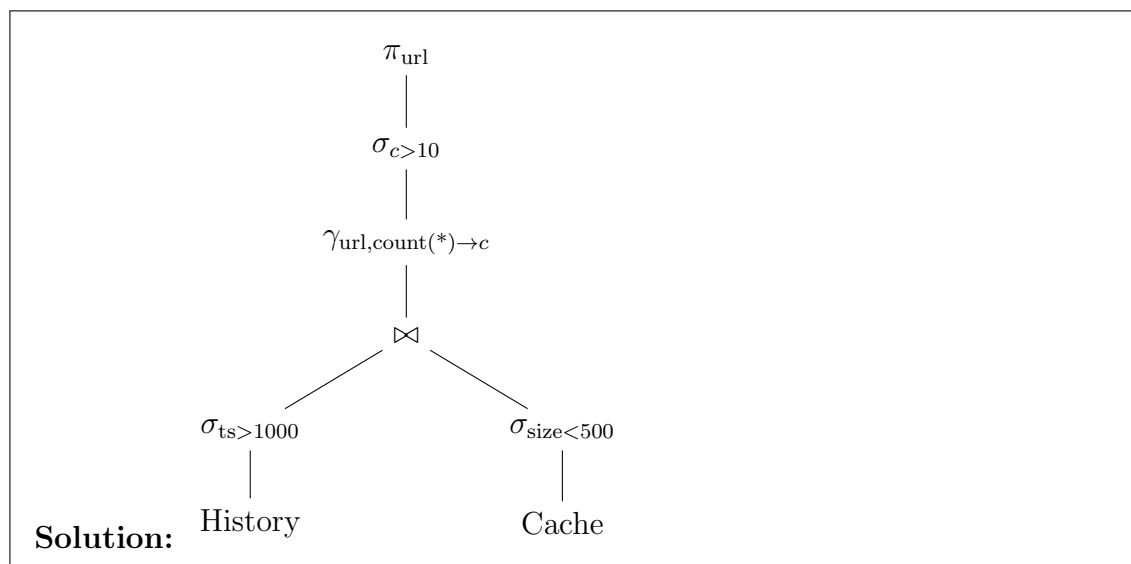 π_url
σ_c>10
γ_url,count(*)→c
⋈
σ_ts>1000 σ_size<500
History Cache
Solution: